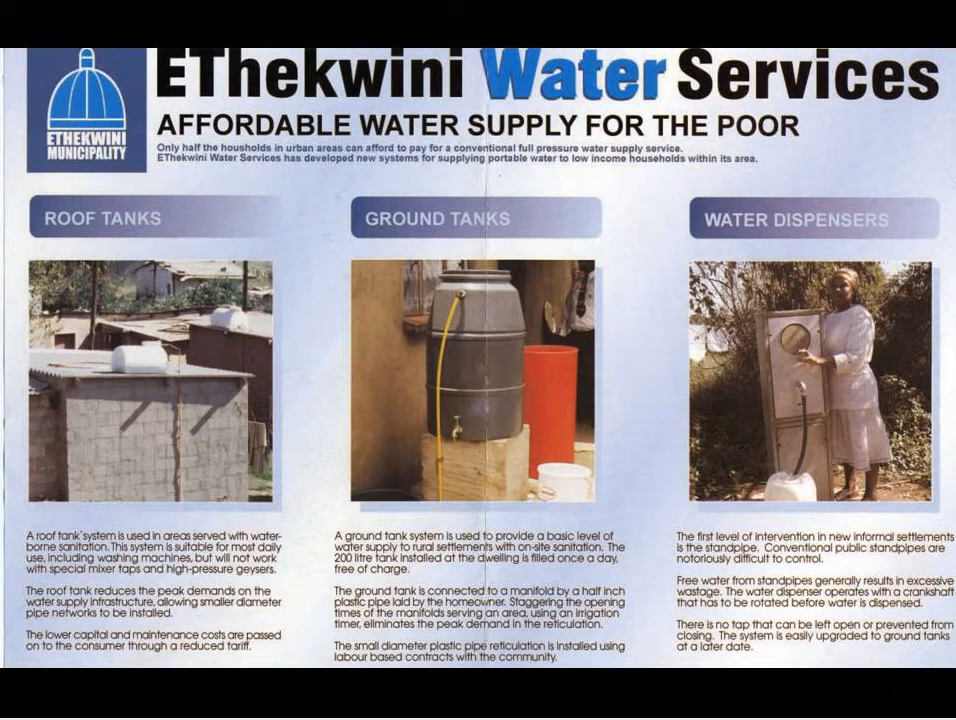 ETHEKWINI
MUNICIPALITY
EThekwini Water Services
AFFORDABLE WATER SUPPLY FOR THE POOR
Only half the housholds in urban areas can afford to pay for a conventional full pressure water supply service.
EThekwini Water Services has developed new systems for supplying portable water to low income households within its area.
ROOF TANKS
A roof tank system is used in areas served with water-
borne sanitation. This system is suitable for most daily
use, including washing machines, but will not work
with special mixer taps and high-pressure geysers.
The roof tank reduces the peak demands on the
water supply infrastructure, allowing smaller diameter
pipe networks to be installed.
The lower capital and maintenance costs are passed
on to the consumer through a reduced tariff.
GROUND TANKS
A ground tank system is used to provide a basic level of
water supply to rural settlements with on-site sanitation. The
200 litre tank installed at the dwelling is filled once a day,
free of charge.
The ground tank is connected to a manifold by a half inch
plastic pipe laid by the homeowner. Staggering the opening
times of the manifolds serving an area, using an irrigation
timer, eliminates the peak demand in the reticulation.
The small diameter plastic pipe reticulation is installed using
labour based contracts with the community.
WATER DISPENSERS
The first level of intervention in new informal settlements
is the standpipe. Conventional public standpipes are
notoriously difficult to control.
Free water from standpipes generally results in excessive
wastage. The water dispenser operates with a crankshaft
that has to be rotated before water is dispensed.
There is no tap that can be left open or prevented from
closing. The system is easily upgraded to ground tanks
at a later date.